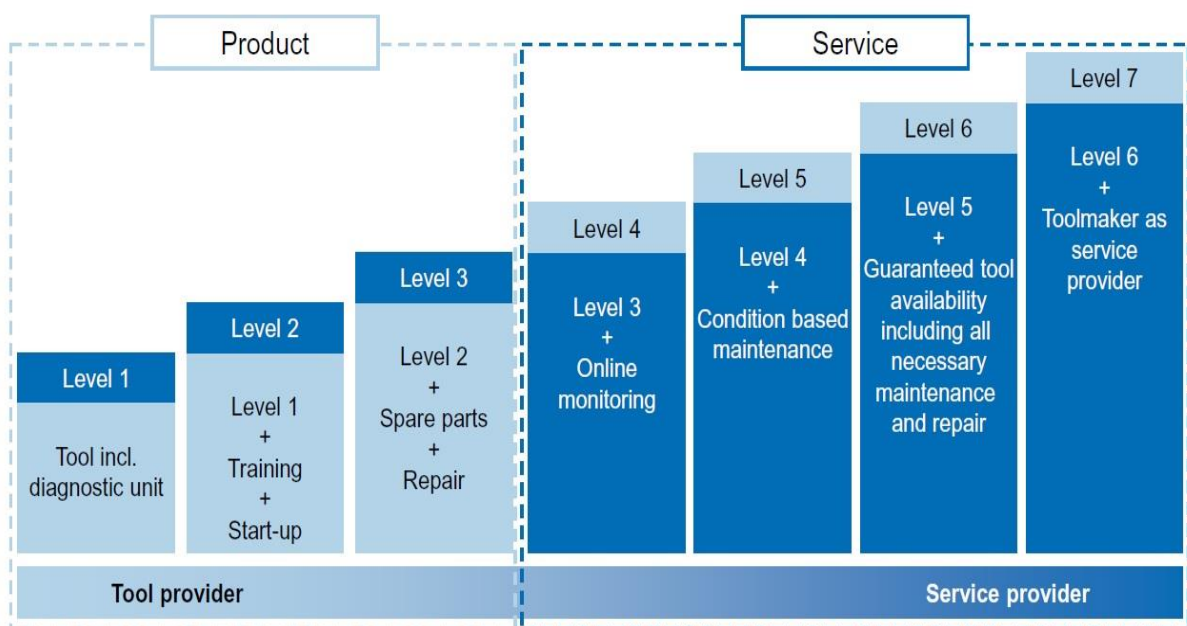 Product
Service
Level 1
Tool incl.
diagnostic unit
Level 2
Level 1
+
Training
+
Start-up
Level 3
Level 2
+
Spare parts
+
Repair
Level 4
Level 3
+
Online
monitoring
Level 5
Level 4
+
Condition based
maintenance
Level 6
Level 5
+
Guaranteed tool
availability
including all
necessary
maintenance
and repair
Level 7
Level 6
+
Toolmaker as
service
provider
Tool provider
Service provider